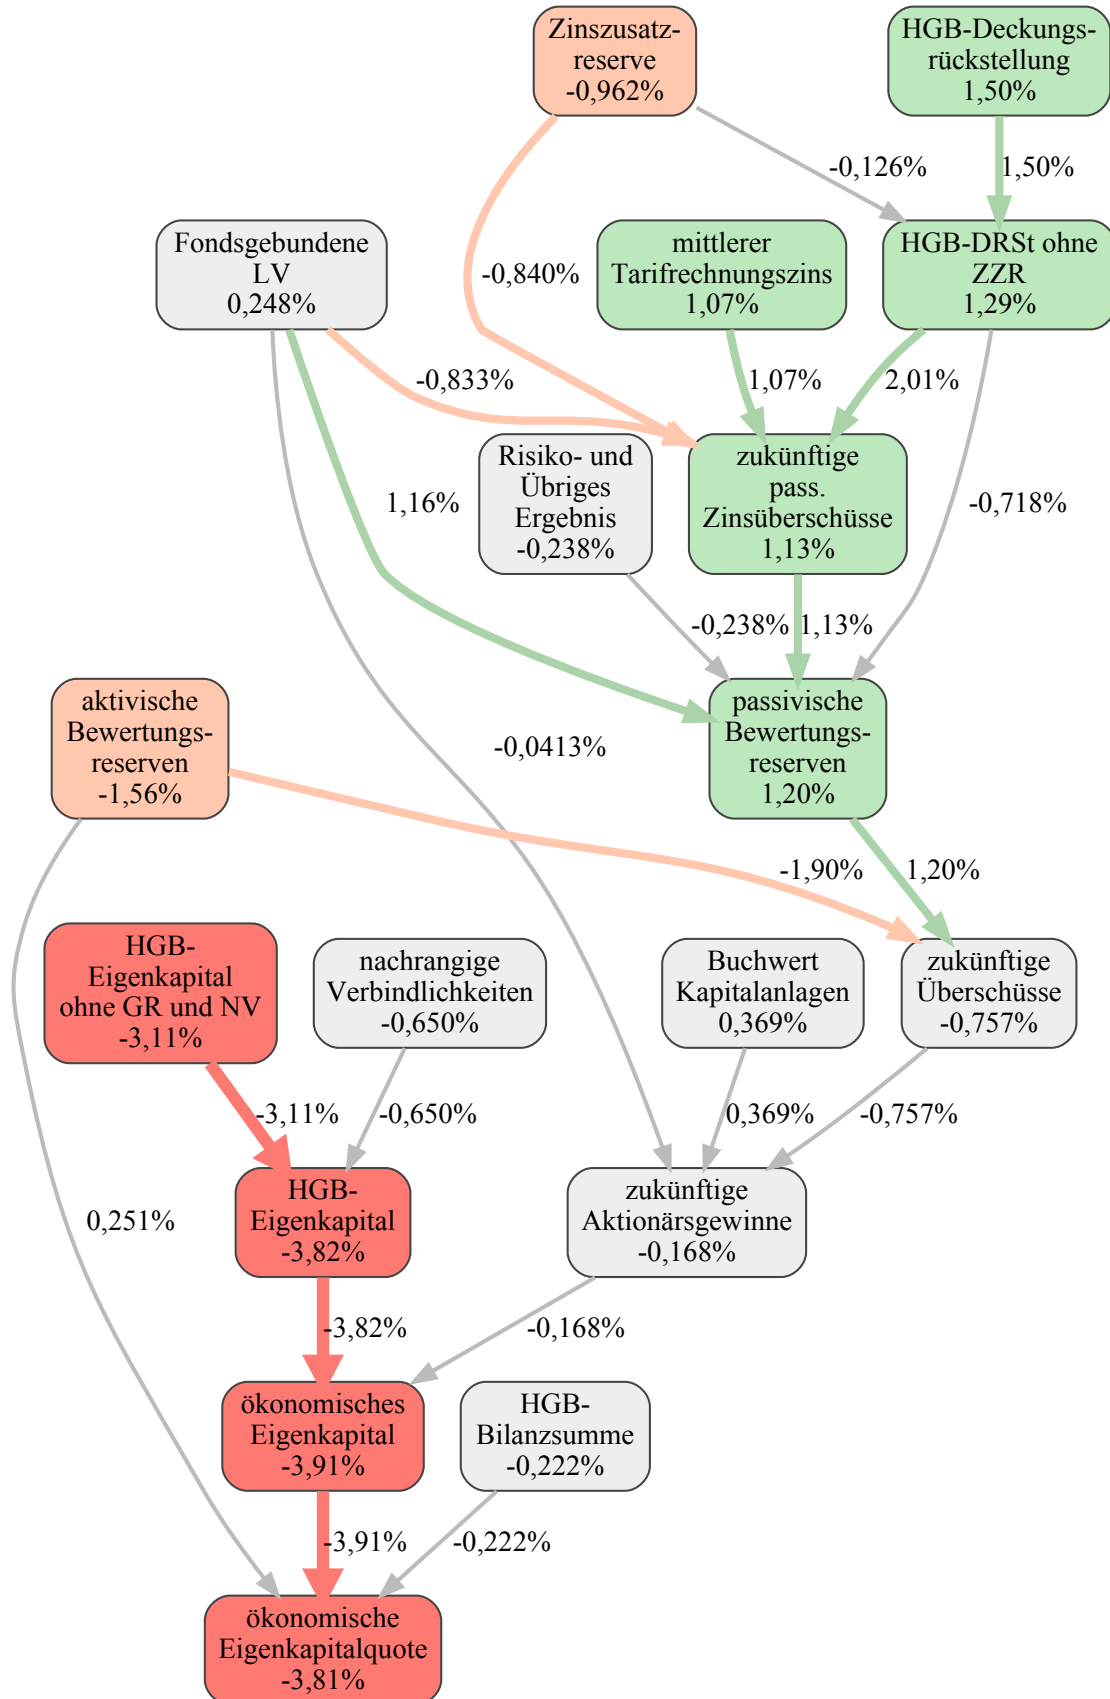 Zinszusatz-
reserve
-0,962%
HGB-Deckungs-
rückstellung
1,50%
-0,126%
1,50%
Fondsgebundene
LV
0,248%
-0,840%
mittlerer
Tarifrechnungszins
1,07%
HGB-DRSt ohne
ZZR
1,29%
-0,833%
1,07%
2,01%
1,16%
Risiko- und
Übriges
Ergebnis
-0,238%
zukünftige
pass.
Zinsüberschüsse
1,13%
-0,718%
-0,238%
1,13%
aktivische
Bewertungs-
reserven
-1,56%
-0,0413%
passivische
Bewertungs-
reserven
1,20%
-1,90%
1,20%
HGB-
Eigenkapital
ohne GR und NV
-3,11%
nachrangige
Verbindlichkeiten
-0,650%
Buchwert
Kapitalanlagen
0,369%
zukünftige
Überschüsse
-0,757%
-3,11%
-0,650%
0,369%
-0,757%
0,251%
HGB-
Eigenkapital
-3,82%
zukünftige
Aktionärsgewinne
-0,168%
-3,82%
-0,168%
ökonomisches
Eigenkapital
-3,91%
HGB-
Bilanzsumme
-0,222%
-3,91%
-0,222%
ökonomische
Eigenkapitalquote
-3,81%